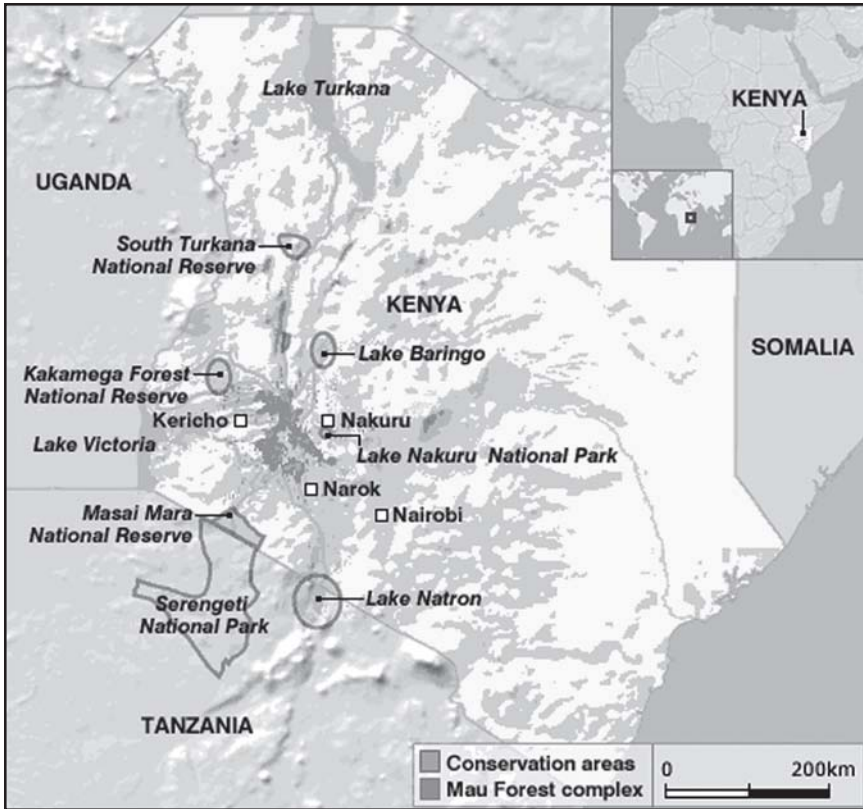 Lake Turkana
KENYA
UGANDA
South Turkana
National Reserve
KENYA
SOMALIA
Lake Baringo
Kakamega Forest
National Reserve
Kericho
Nakuru
Lake Victoria
Lake Nakuru National Park
Narok
Masai Mara
National Reserve
Nairobi
Serengeti
National Park
Lake Natron
TANZANIA
Conservation areas
Mau Forest complex
0 200km